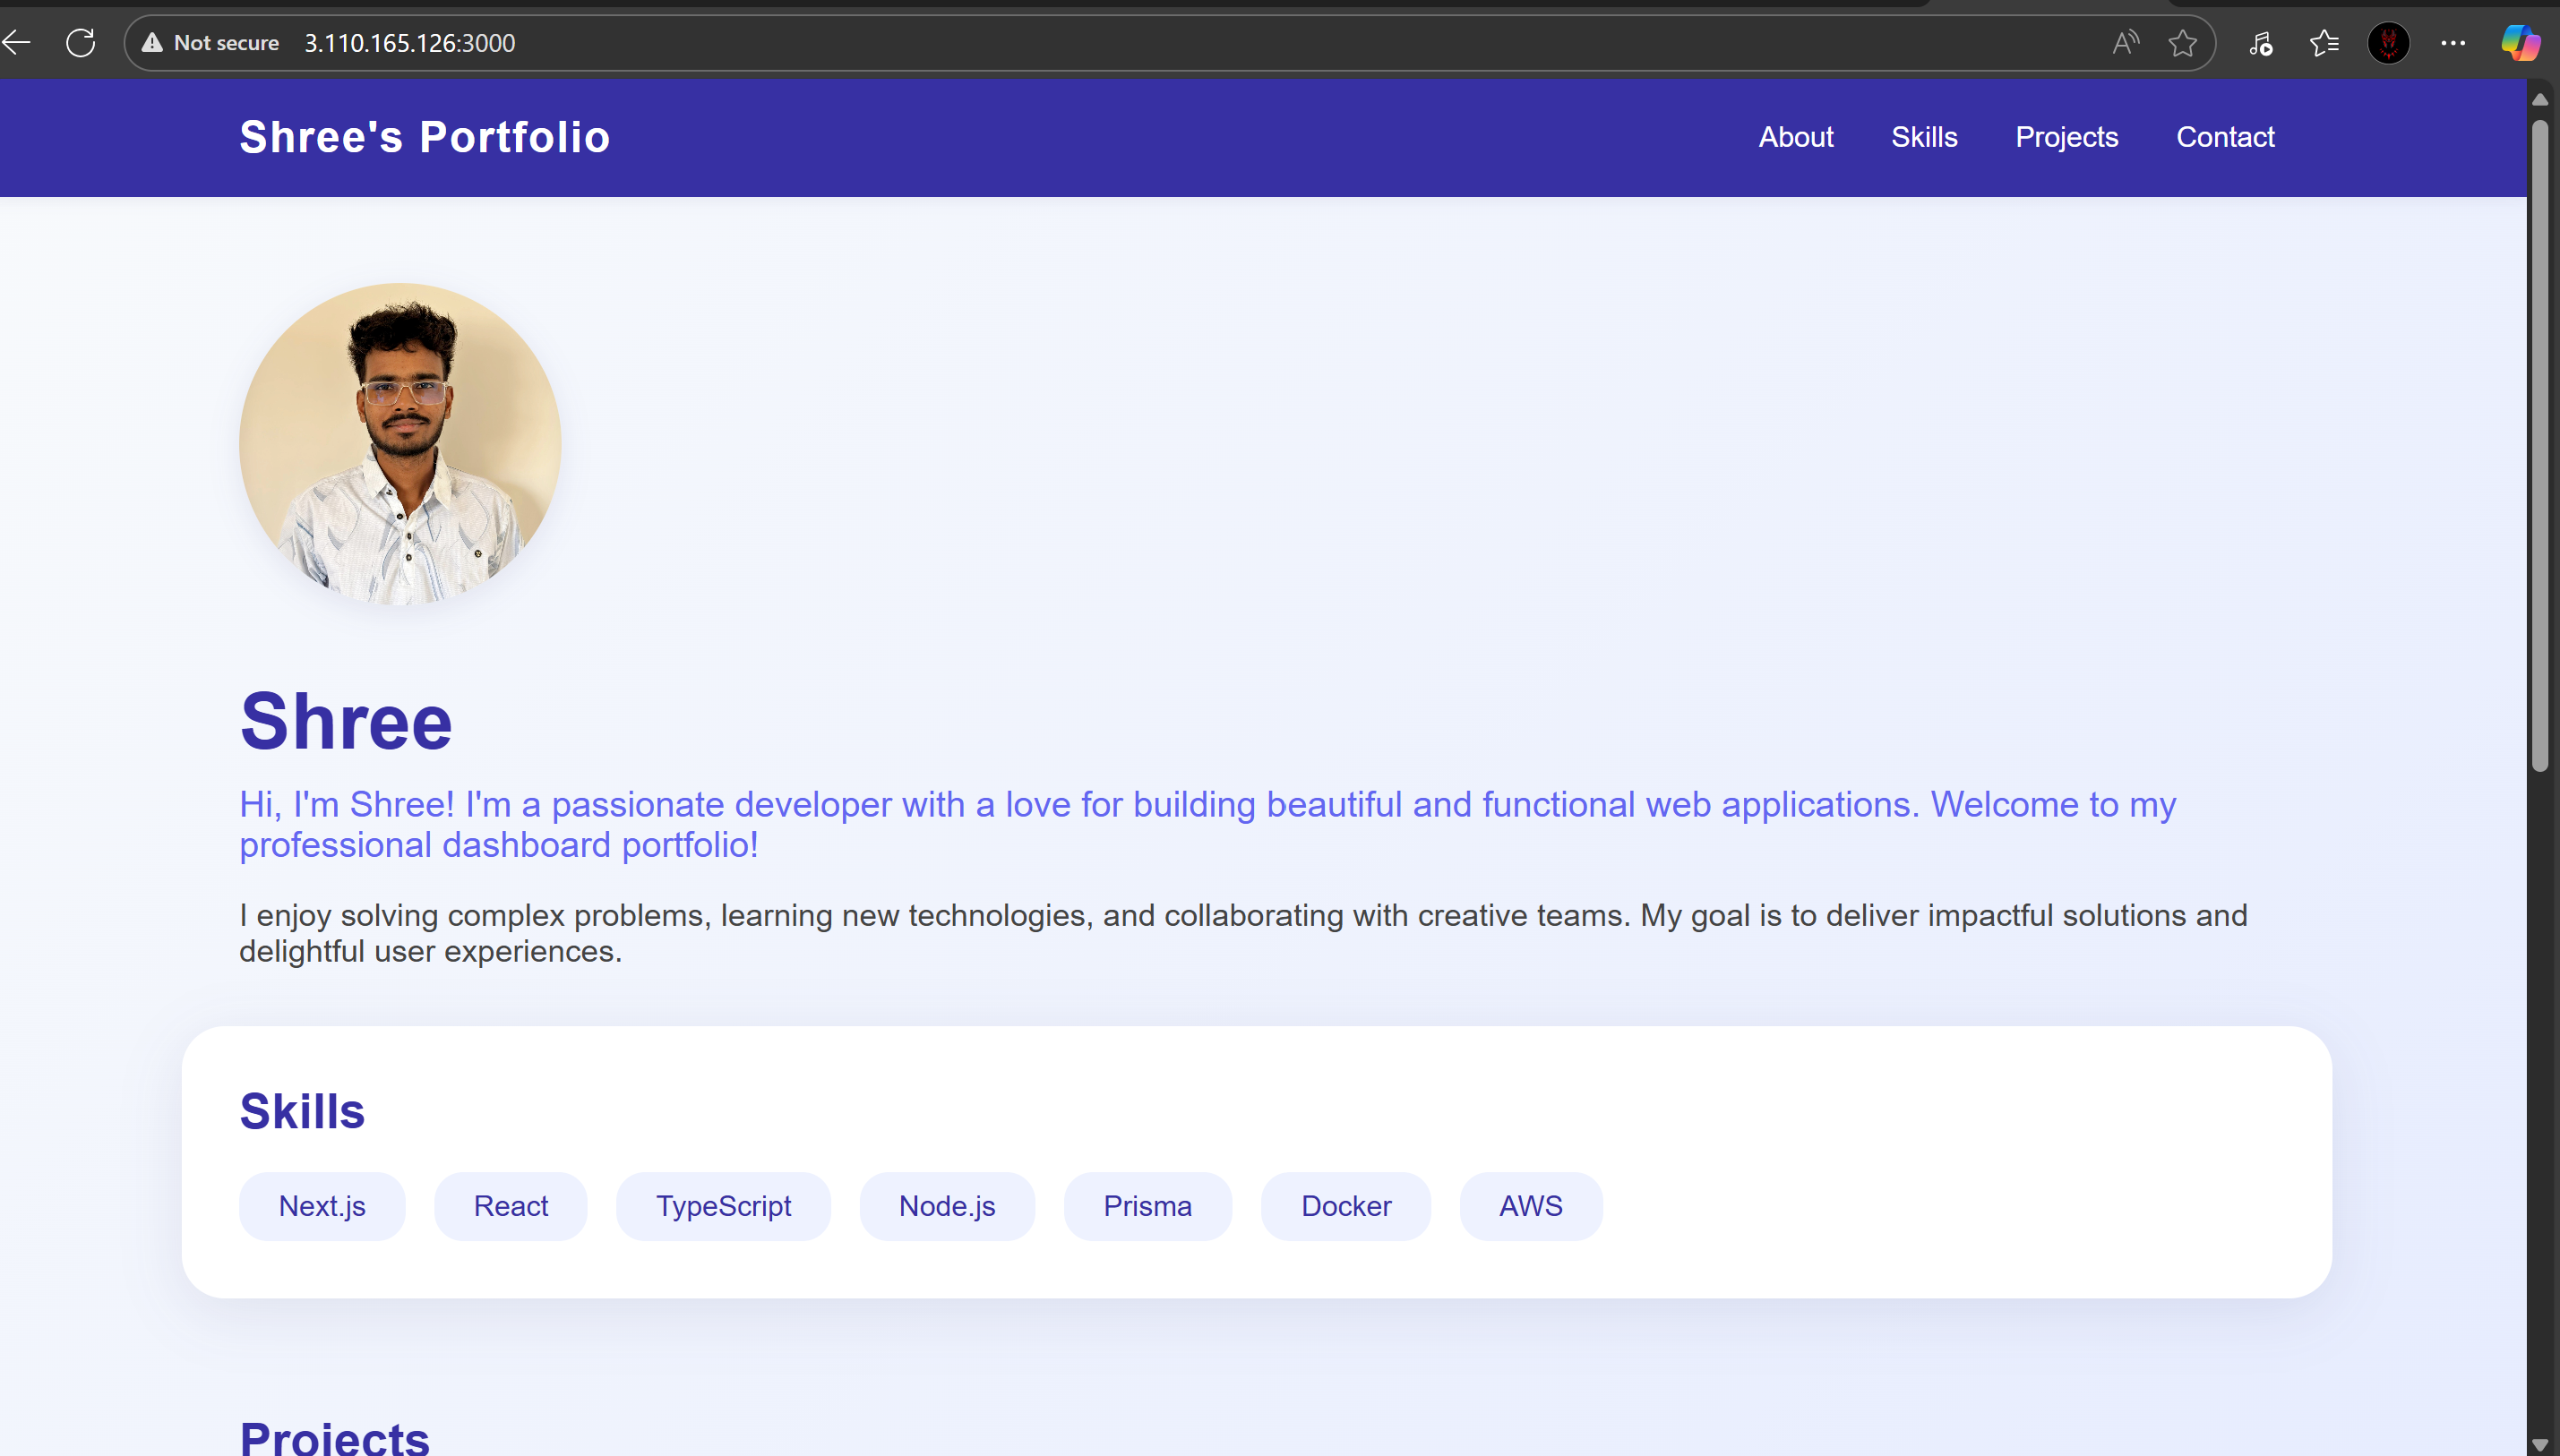 Not secure 3.110.165.126:3000
Shree's Portfolio
About Skills Projects Contact
Shree
Hi, I'm Shree! I'm a passionate developer with a love for building beautiful and functional web applications. Welcome to my
professional dashboard portfolio!
I enjoy solving complex problems, learning new technologies, and collaborating with creative teams. My goal is to deliver impactful solutions and
delightful user experiences.
Skills
Next.js React TypeScript Node.js Prisma Docker AWS
Projects